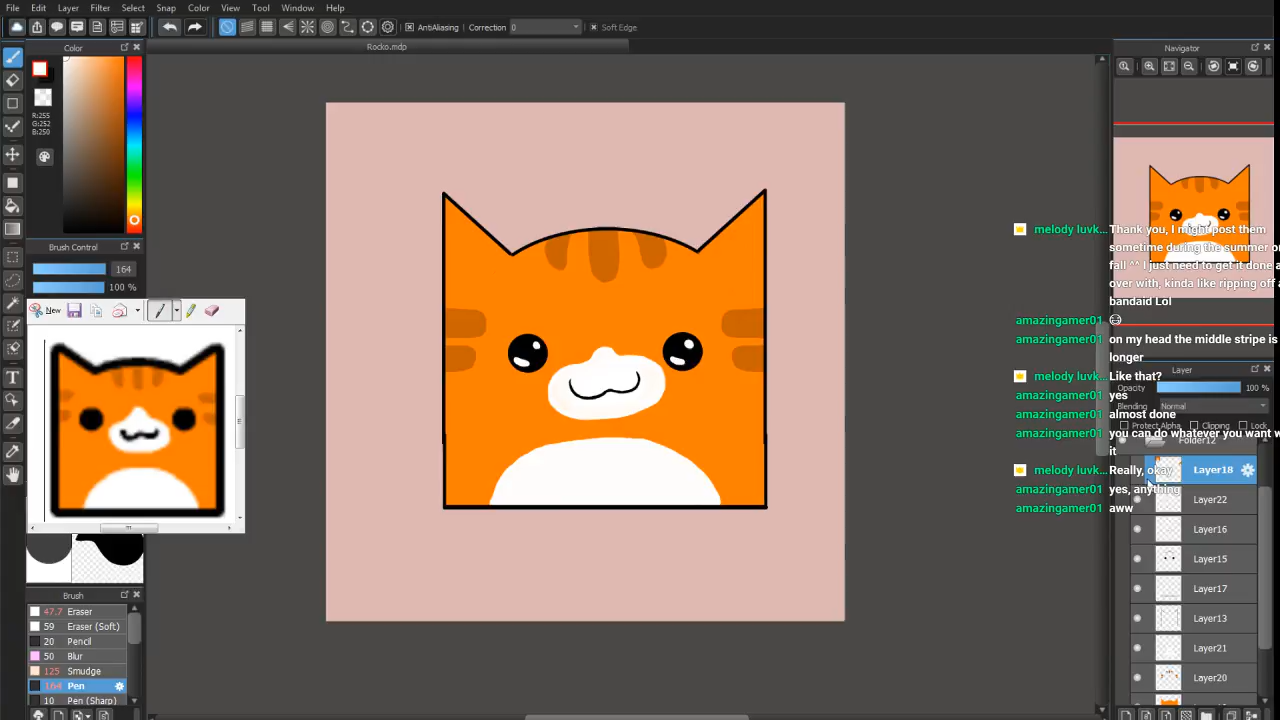 File Layer Filter Select Snap Color View Tool Window Help
AntiAliasing Correction 0 Soft Edge
Rocko.mdp
Color
R:255
G:252
B:250
Brush Control
164
100 %
New
Brush
47.7 Eraser
59 Eraser (Soft)
20 Pencil
50 Blur
125 Smudge
164 Pen
10 Pen (Sharp)
Navigator
melody luvk... Thank you, I might post them
sometime during the summer or
fall ^^ I just need to get it done a
over with, kinda like ripping off a
bandaid Lol
amazingamer01 😄
amazingamer01 on my head the middle stripe is
longer
melody luvk... Like that?
amazingamer01 yes
amazingamer01 almost done
amazingamer01 you can do whatever you want w
it
melody luvk... Really, okay
amazingamer01 yes, anything
amazingamer01 aww
Layer
Opacity 100 %
Blending Normal
Protect Alpha Clipping Lock
Folder12
Layer18
Layer22
Layer16
Layer15
Layer17
Layer13
Layer21
Layer20